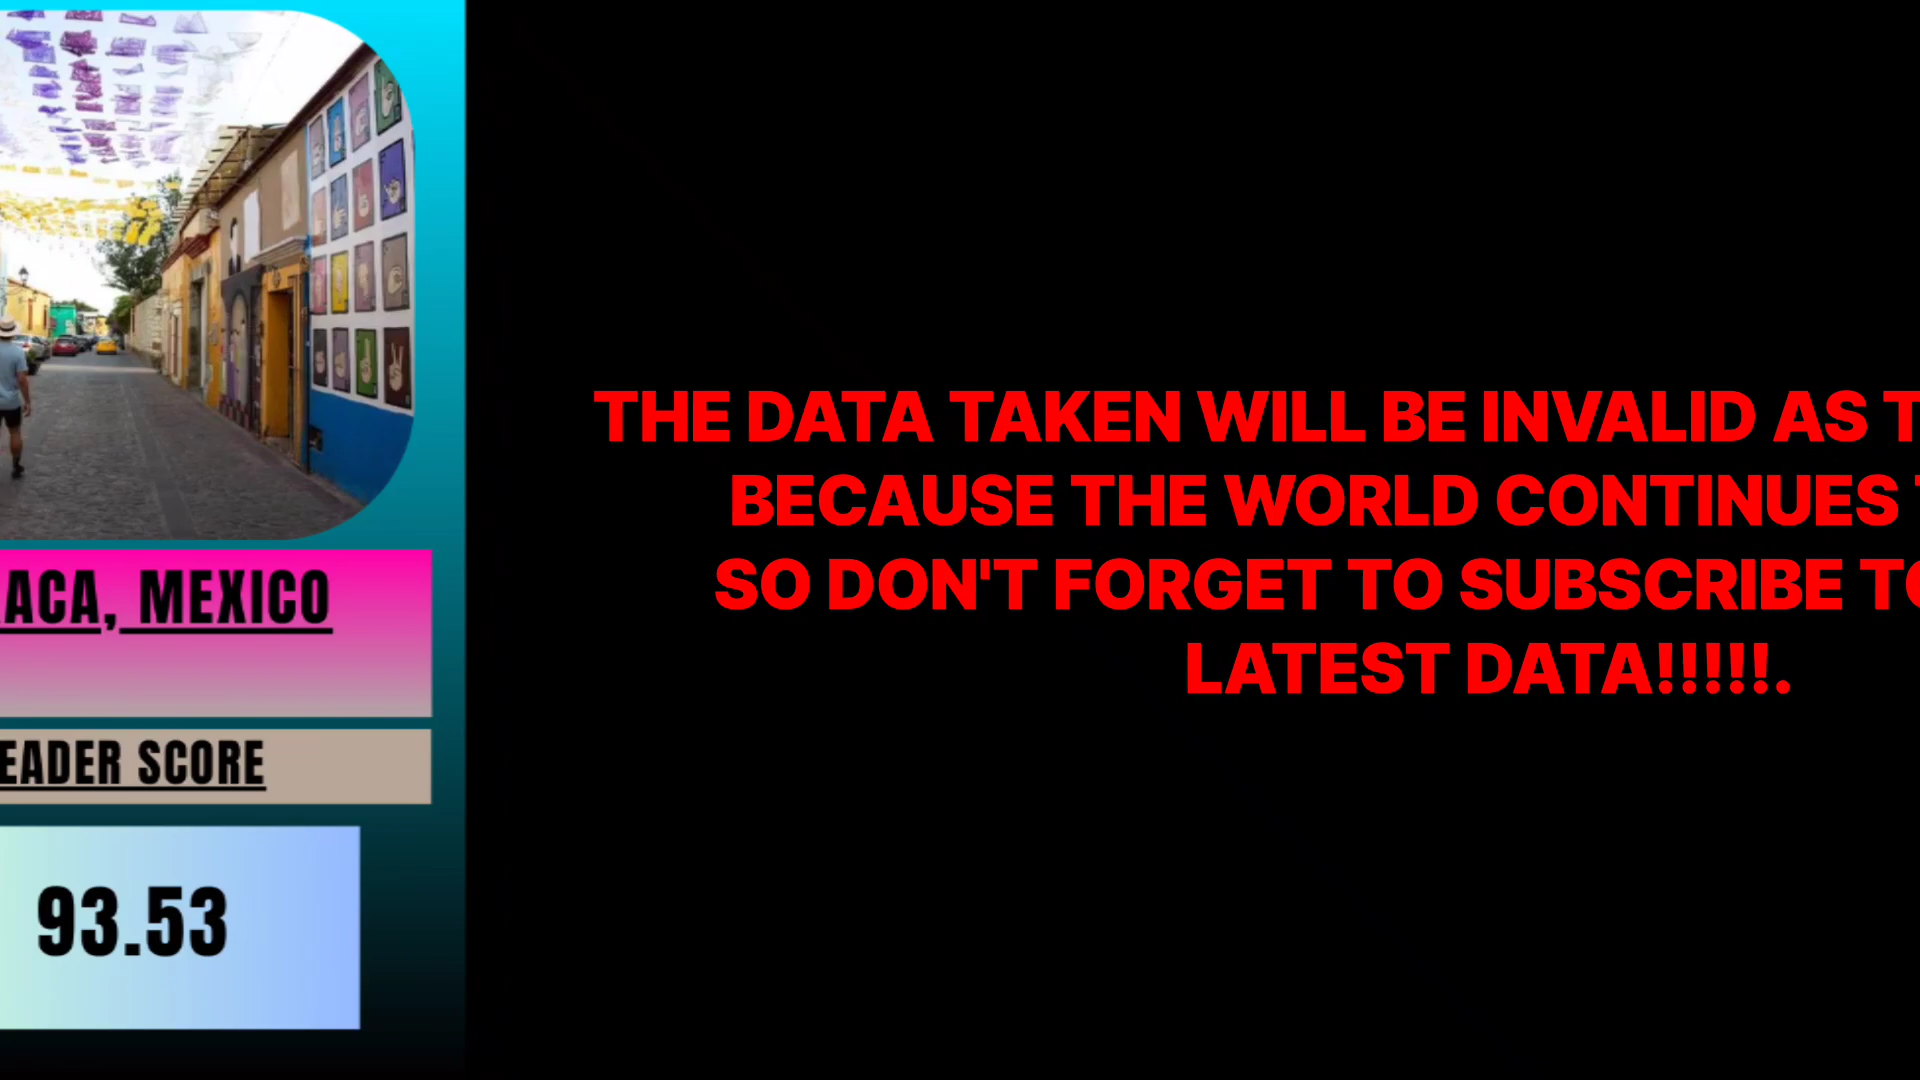 ACA, MEXICO
EADER SCORE
93.53
THE DATA TAKEN WILL BE INVALID AS T
BECAUSE THE WORLD CONTINUES
SO DON'T FORGET TO SUBSCRIBE TO
LATEST DATA!!!!!.